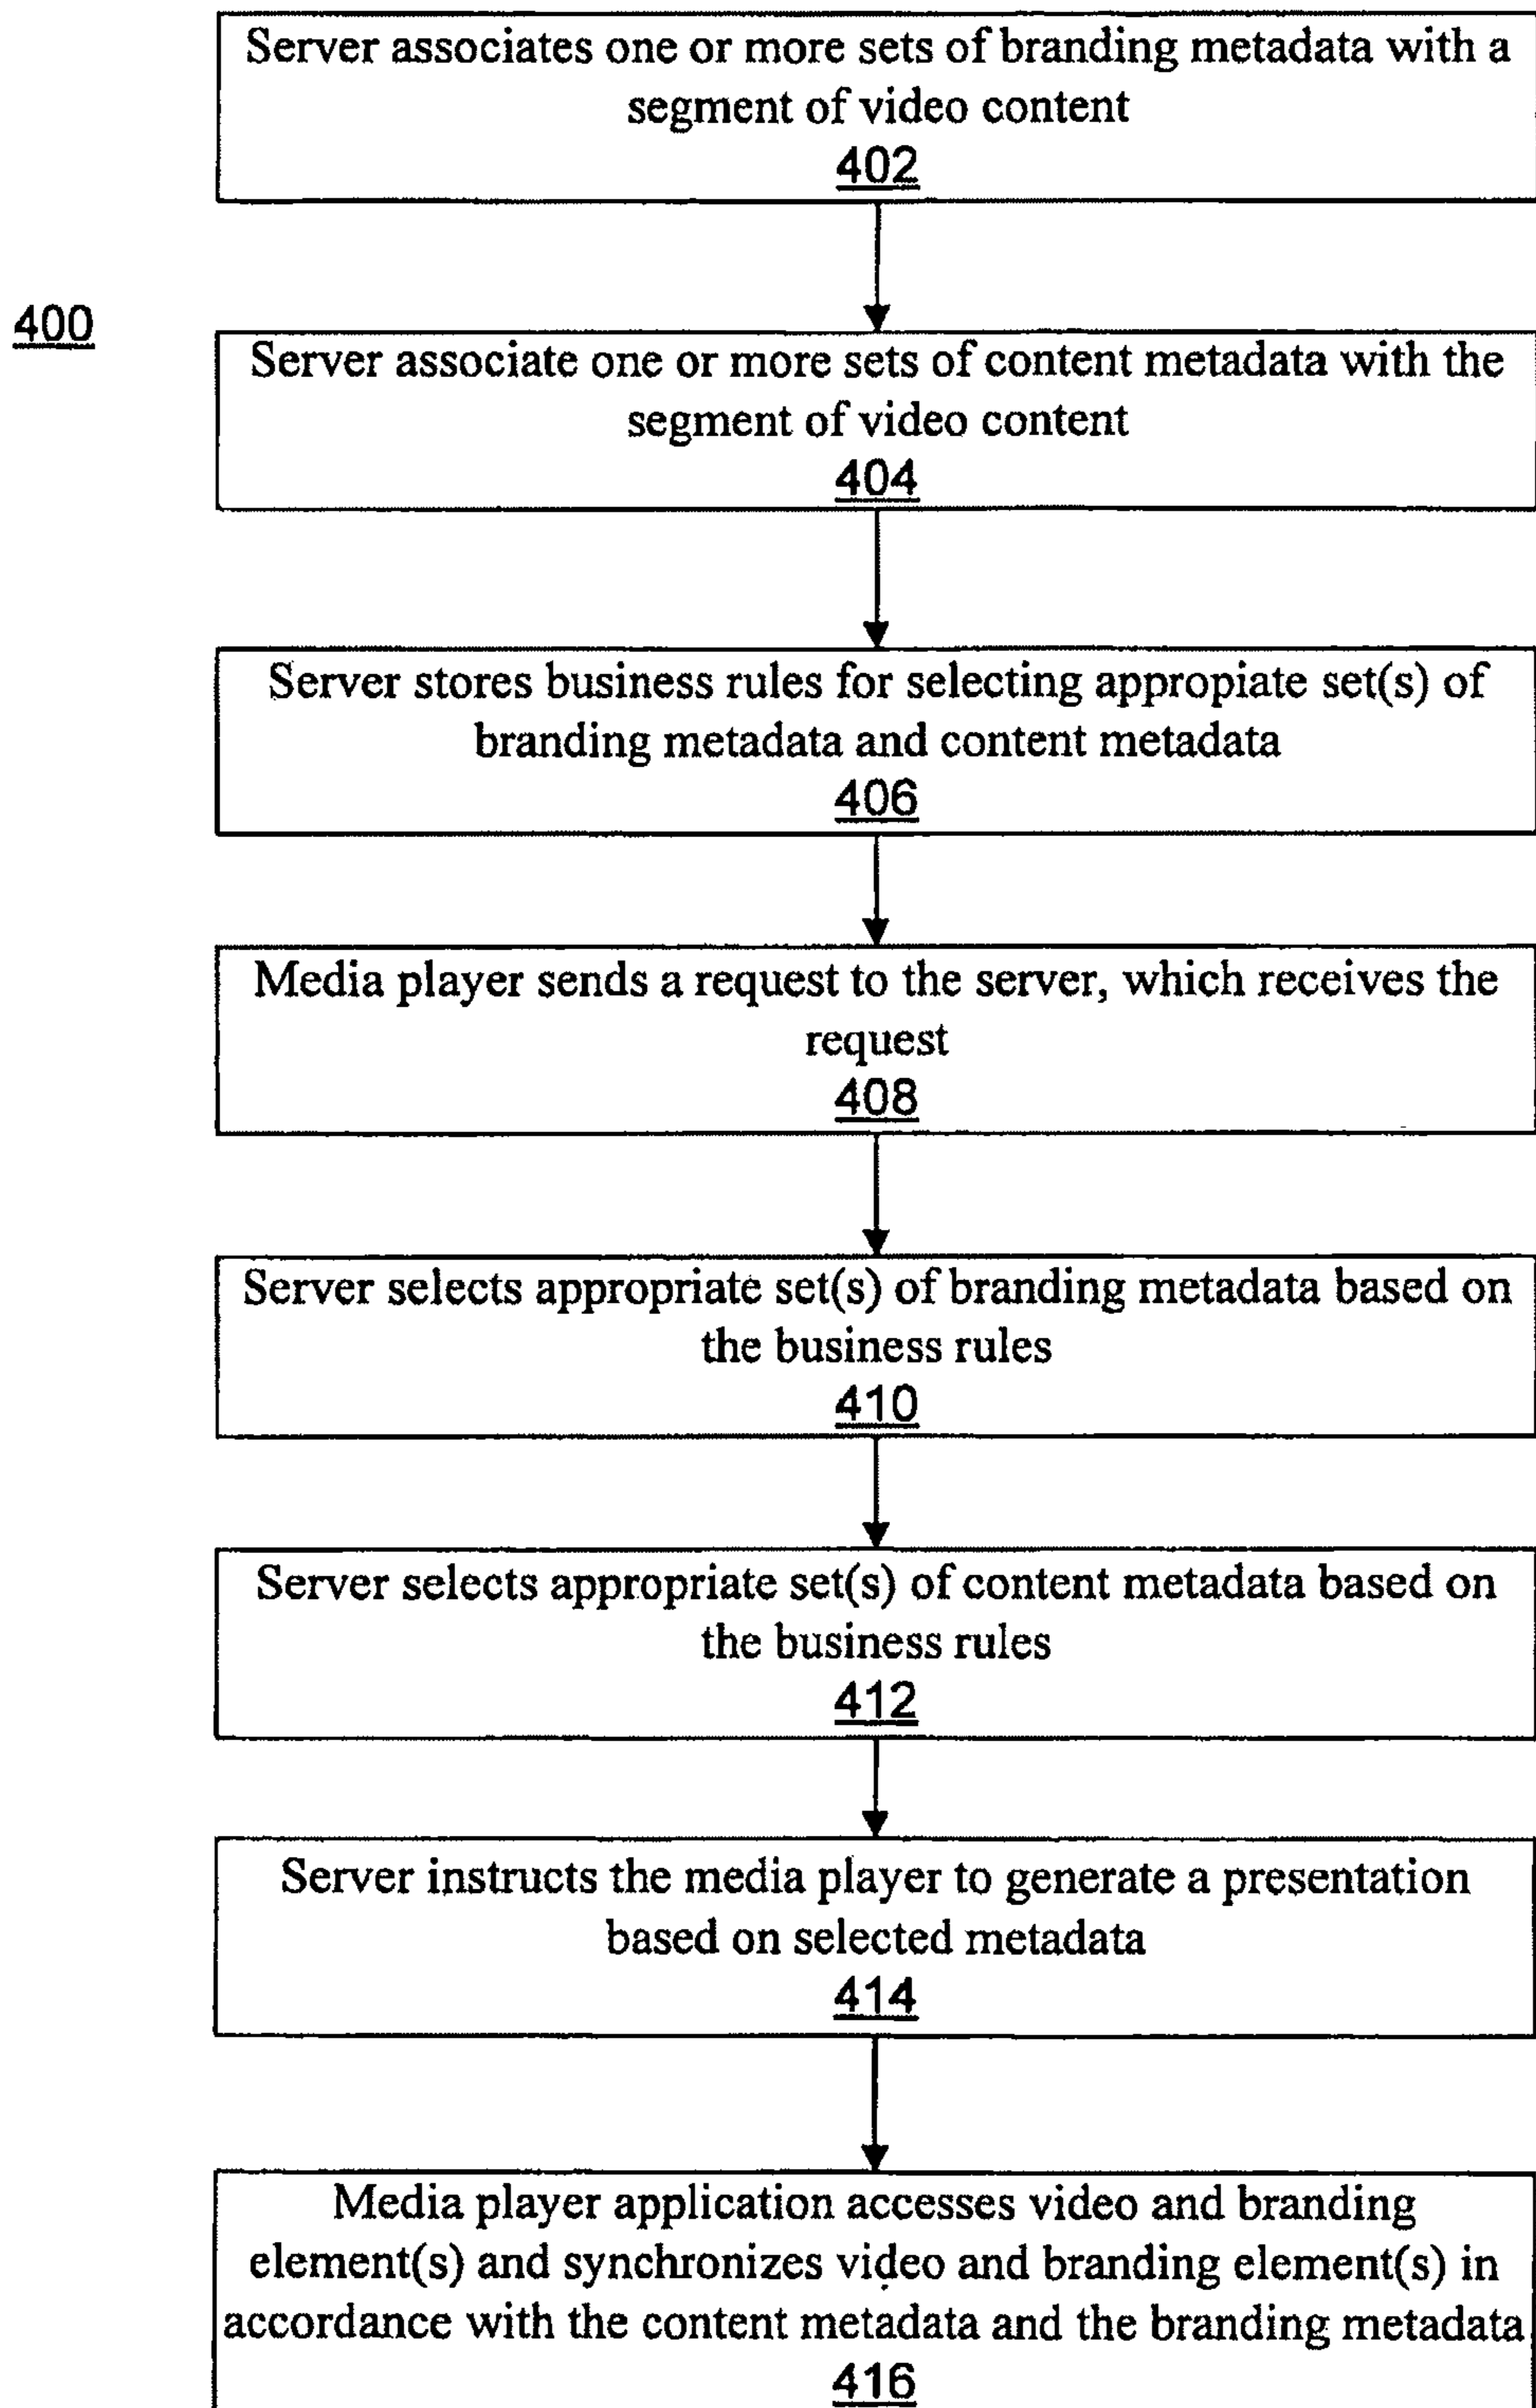 Server associates one or more sets of branding metadata with a
segment of video content
402
400
Server associate one or more sets of content metadata with the
segment of video content
404
Server stores business rules for selecting appropiate set(s) of
branding metadata and content metadata
406
Media player sends a request to the server, which receives the
request
408
Server selects appropriate set(s) of branding metadata based on
the business rules
410
Server selects appropriate set(s) of content metadata based on
the business rules
412
Server instructs the media player to generate a presentation
based on selected metadata
414
Media player application accesses video and branding
element(s) and synchronizes video and branding element(s) in
accordance with the content metadata and the branding metadata
416